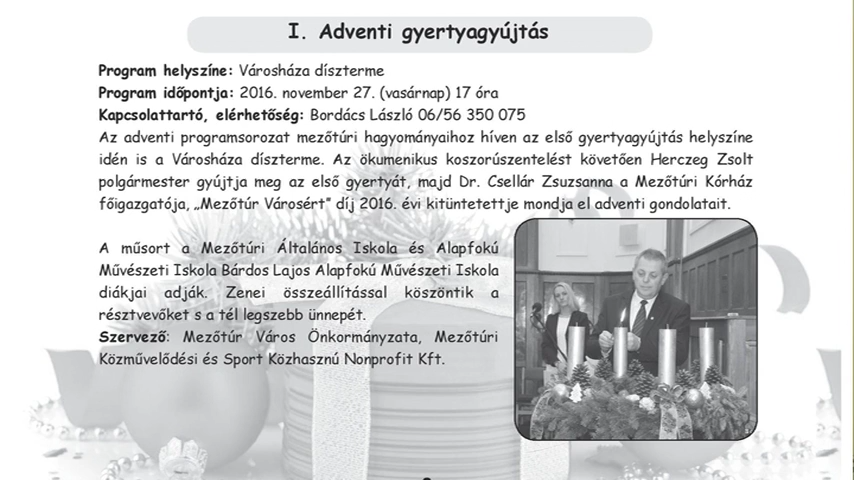 I. Adventi gyertyagyújtás
Program helyszíne: Városháza díszterme
Program időpontja: 2016. november 27. (vasárnap) 17 óra
Kapcsolattartó, elérhetőség: Bordács László 06/56 350 075
Az adventi programsorozat mezőtúri hagyományaihoz híven az első gyertyagyújtás helyszíne
idén is a Városháza díszterme. Az ökumenikus koszorúszentelést követően Herczeg Zsolt
polgármester gyújtja meg az első gyertyát, majd Dr. Csellár Zsuzsanna a Mezőtúri Kórház
főigazgatója, „Mezőtúr Városért” díj 2016. évi kitüntetettje mondja el adventi gondolatait.
A műsort a Mezőtúri Általános Iskola és Alapfokú
Művészeti Iskola Bárdos Lajos Alapfokú Művészeti Iskola
diákjai adják. Zenei összeállítással köszöntik a
résztvevőket s a tél legszebb ünnepét.
Szervező: Mezőtúr Város Önkormányzata, Mezőtúri
Közművelődési és Sport Közhasznú Nonprofit Kft.